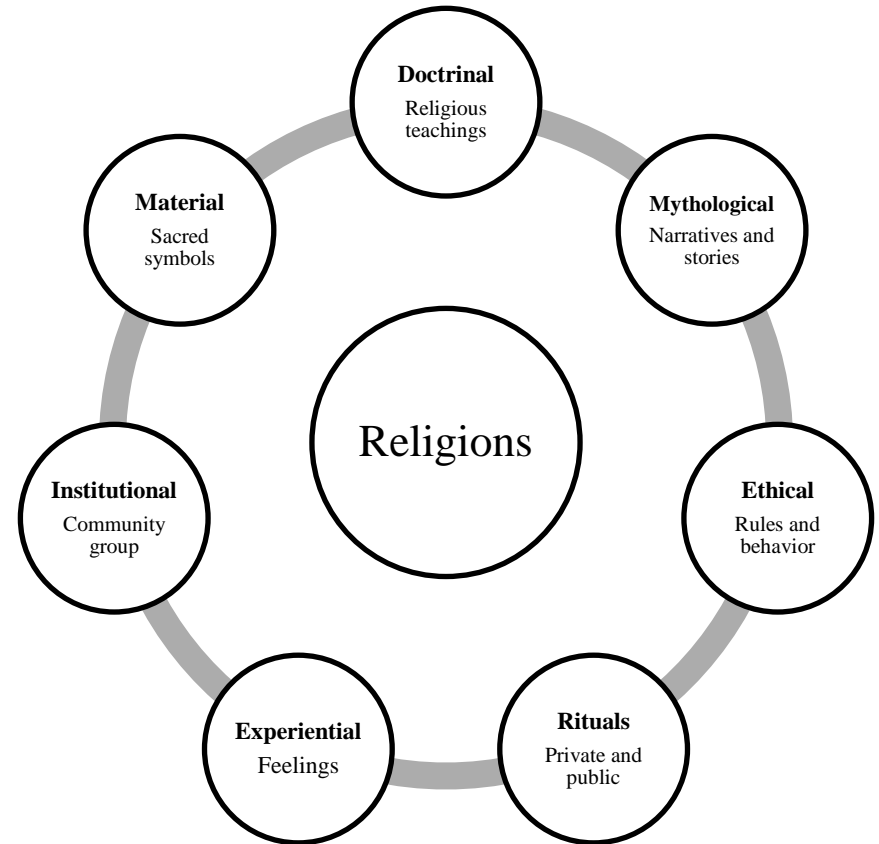 Doctrinal
Religious
teachings
Mythological
Narratives and
stories
Ethical
Rules and
behavior
Rituals
Private and
public
Experiential
Feelings
Institutional
Community
group
Material
Sacred
symbols
Religions